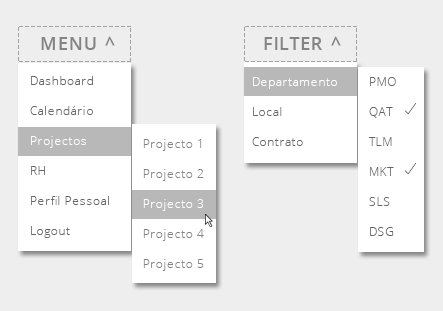 MENU ^
Dashboard
Calendário
Projectos
RH
Perfil Pessoal
Logout
Projecto 1
Projecto 2
Projecto 3
Projecto 4
Projecto 5
FILTER ^
Departamento
Local
Contrato
PMO
QAT
TLM
MKT
SLS
DSG